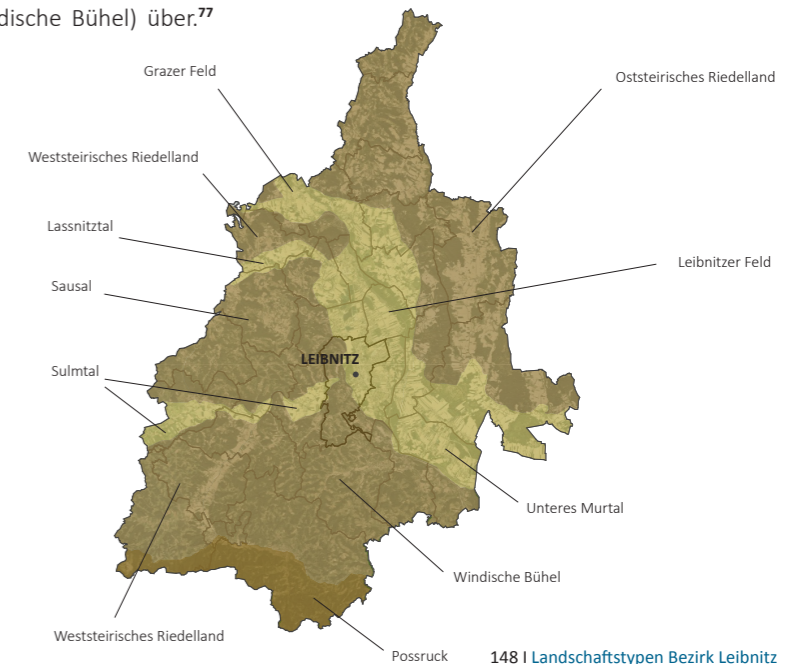 dische Bühel) über.77
Grazer Feld
Oststeirisches Riedelland
Weststeirisches Riedelland
Lassnitztal
Leibnitzer Feld
Sausal
LEIBNITZ
Sulmtal
Unteres Murtal
Windische Bühel
Weststeirisches Riedelland
Possruck
148 I Landschaftstypen Bezirk Leibnitz